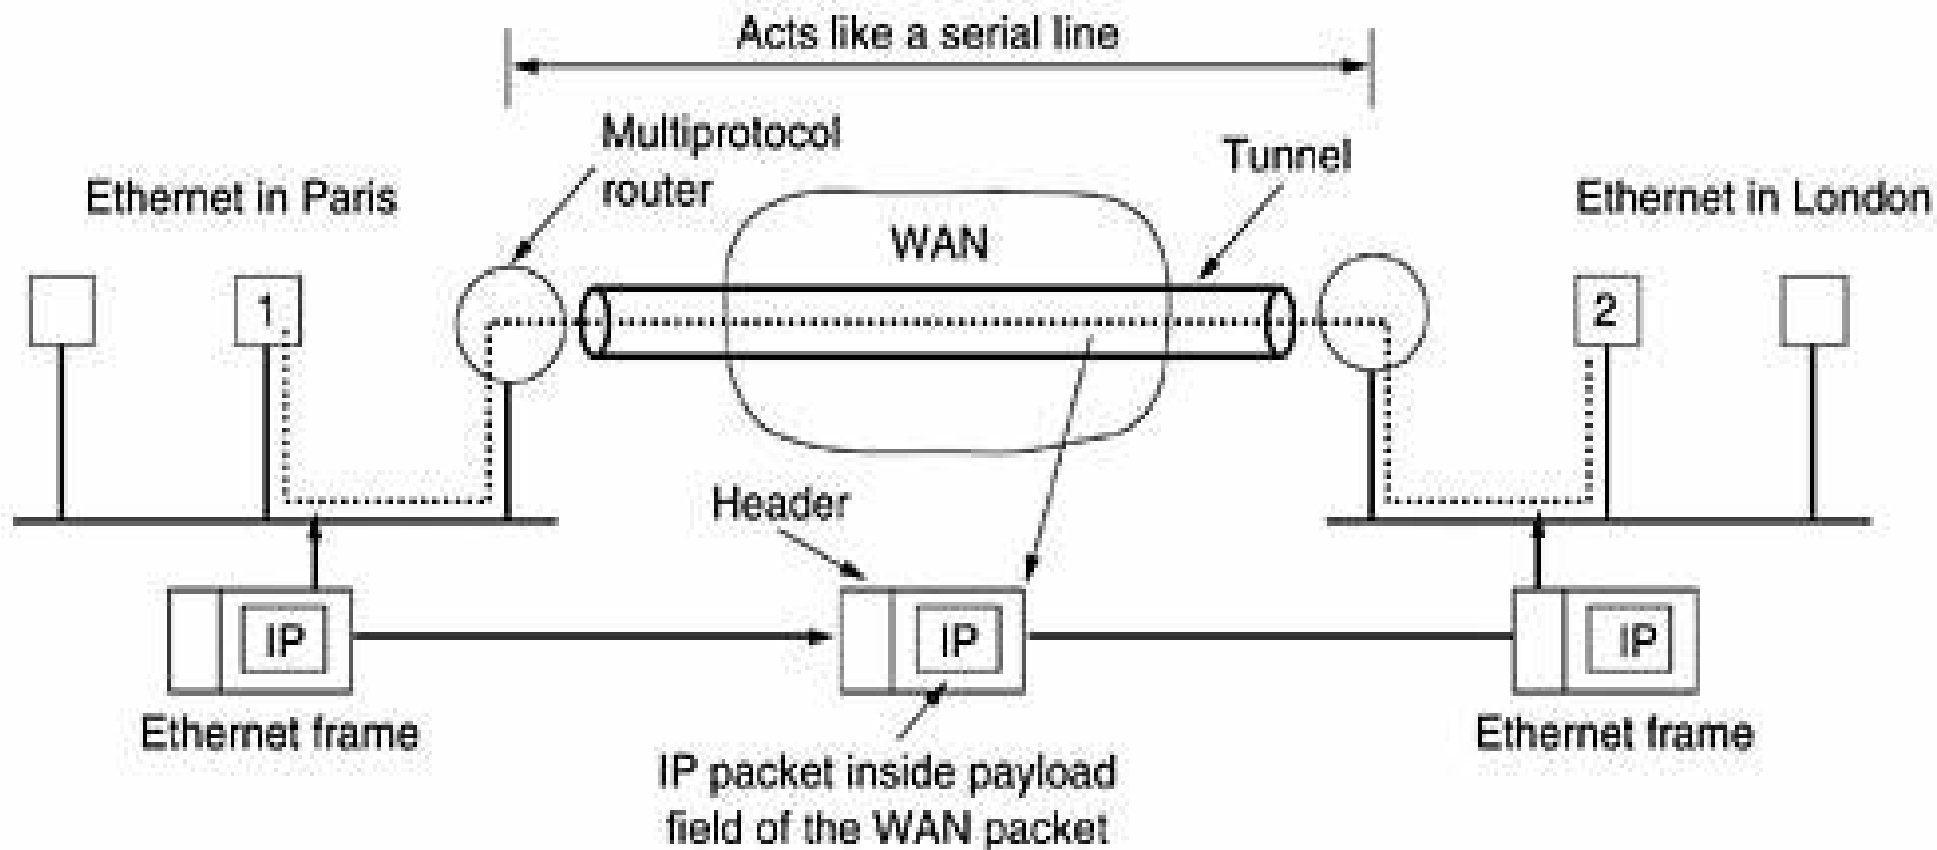 Acts like a serial line
Multiprotocol
router
Tunnel
Ethernet in Paris
Ethernet in London
WAN
1
2
Header
IP
IP
IP
Ethernet frame
Ethernet frame
IP packet inside payload
field of the WAN packet